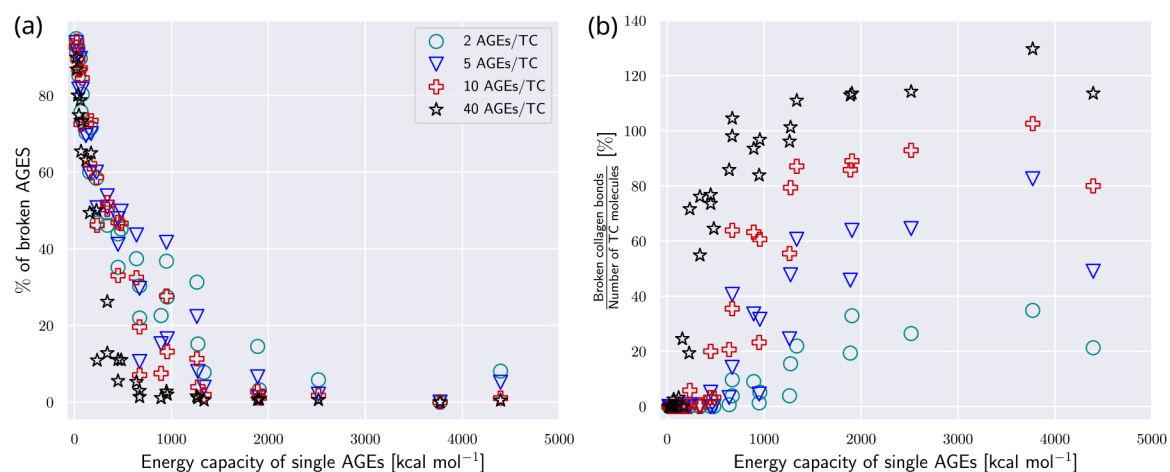 (a)
% of broken AGES
80
60
40
20
0
0 1000 2000 3000 4000 5000
Energy capacity of single AGEs [kcal mol⁻¹]
2 AGEs/TC
5 AGEs/TC
10 AGEs/TC
40 AGEs/TC
(b)
Broken collagen bonds
Number of TC molecules
[%]
140
120
100
80
60
40
20
0
0 1000 2000 3000 4000 5000
Energy capacity of single AGEs [kcal mol⁻¹]